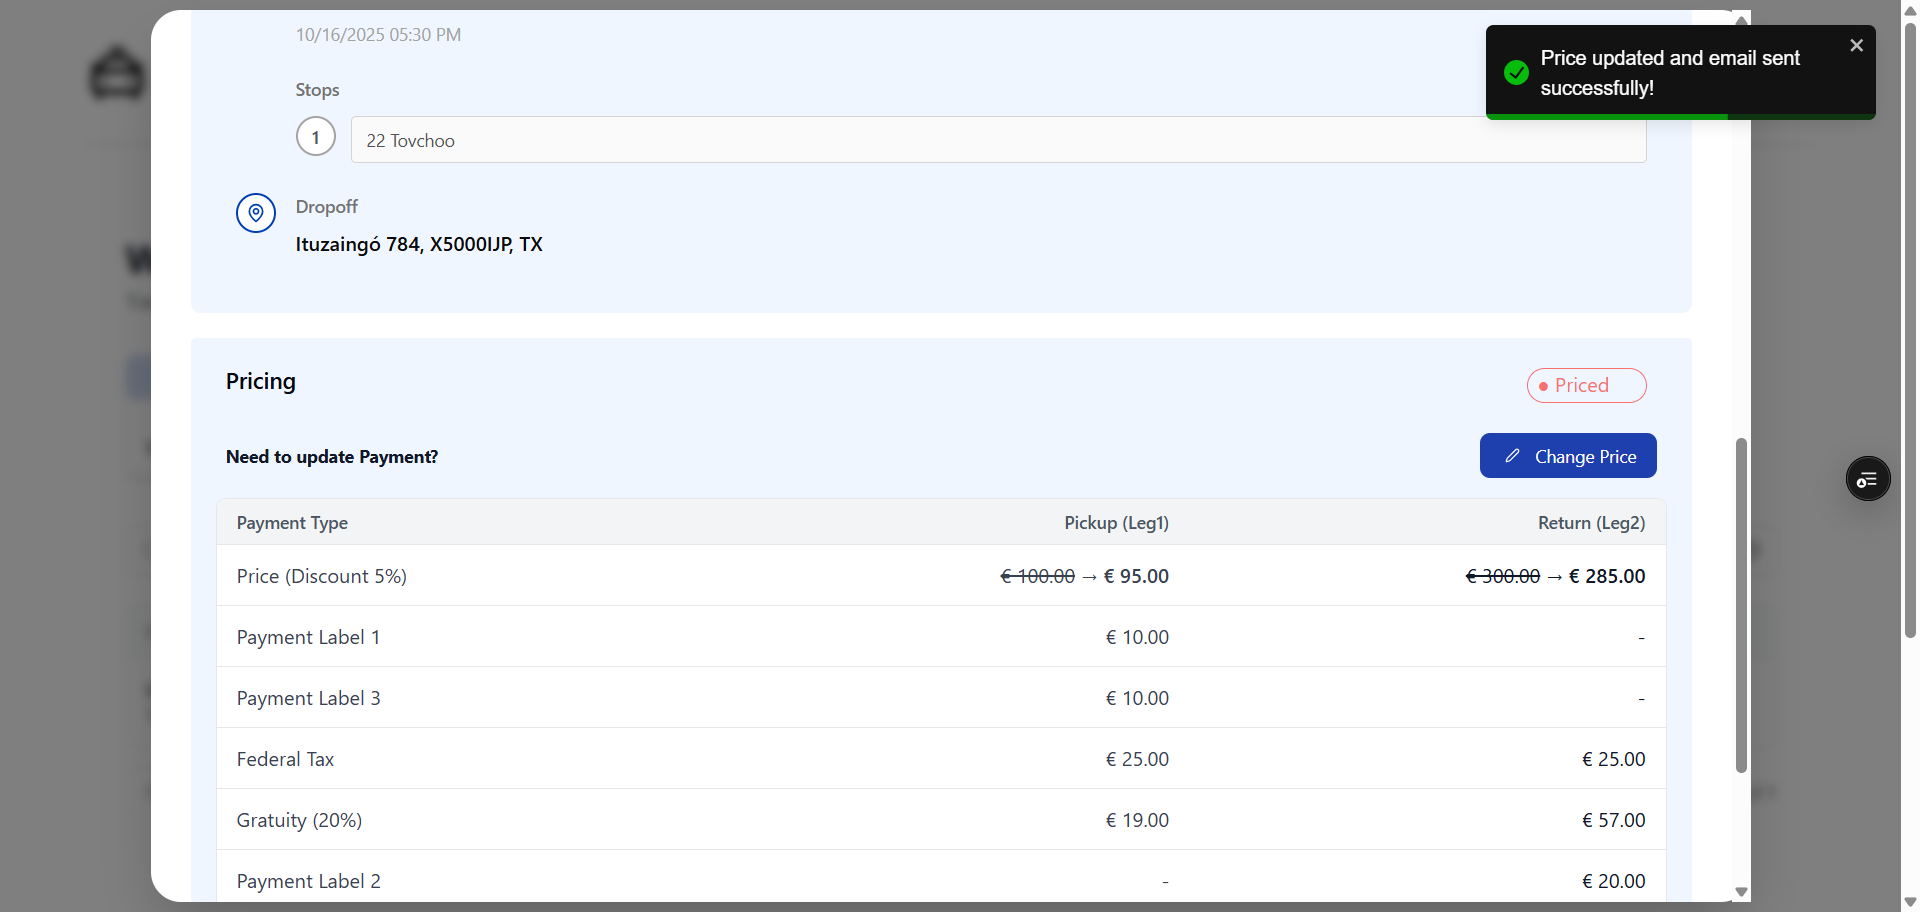 10/16/2025 05:30 PM
Price updated and email sent
successfully!
Stops
1
22 Tovchoo
Dropoff
Ituzaingó 784, X5000IJP, TX
Pricing
Priced
Need to update Payment?
Change Price
Payment Type Pickup (Leg1) Return (Leg2)
Price (Discount 5%) € 100.00 → € 95.00 € 300.00 → € 285.00
Payment Label 1 € 10.00 -
Payment Label 3 € 10.00 -
Federal Tax € 25.00 € 25.00
Gratuity (20%) € 19.00 € 57.00
Payment Label 2 - € 20.00